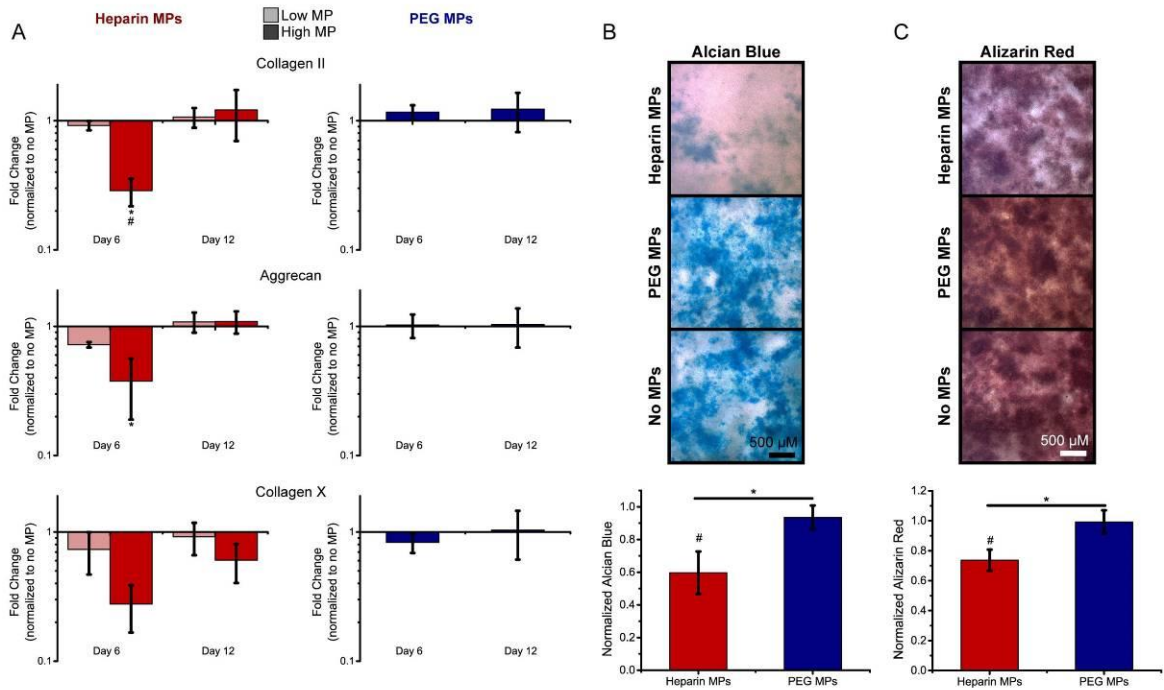 A
Heparin MPs
Low MP
High MP
PEG MPs
Collagen II
Fold Change
(normalized to no MP)
1
0.1
*
#
Day 6
Day 12
Fold Change
(normalized to no MP)
1
0.1
Day 6
Day 12
Aggrecan
Fold Change
(normalized to no MP)
1
0.1
*
Day 6
Day 12
Fold Change
(normalized to no MP)
1
0.1
Day 6
Day 12
Collagen X
Fold Change
(normalized to no MP)
1
0.1
Day 6
Day 12
Fold Change
(normalized to no MP)
1
0.1
Day 6
Day 12
B
Alcian Blue
Heparin MPs
PEG MPs
No MPs
500 µM
Normalized Alcian Blue
1.0
0.8
0.6
0.4
0.2
0.0
#
*
Heparin MPs
PEG MPs
C
Alizarin Red
Heparin MPs
PEG MPs
No MPs
500 µM
Normalized Alizarin Red
1.2
1.0
0.8
0.6
0.4
0.2
0.0
#
*
Heparin MPs
PEG MPs